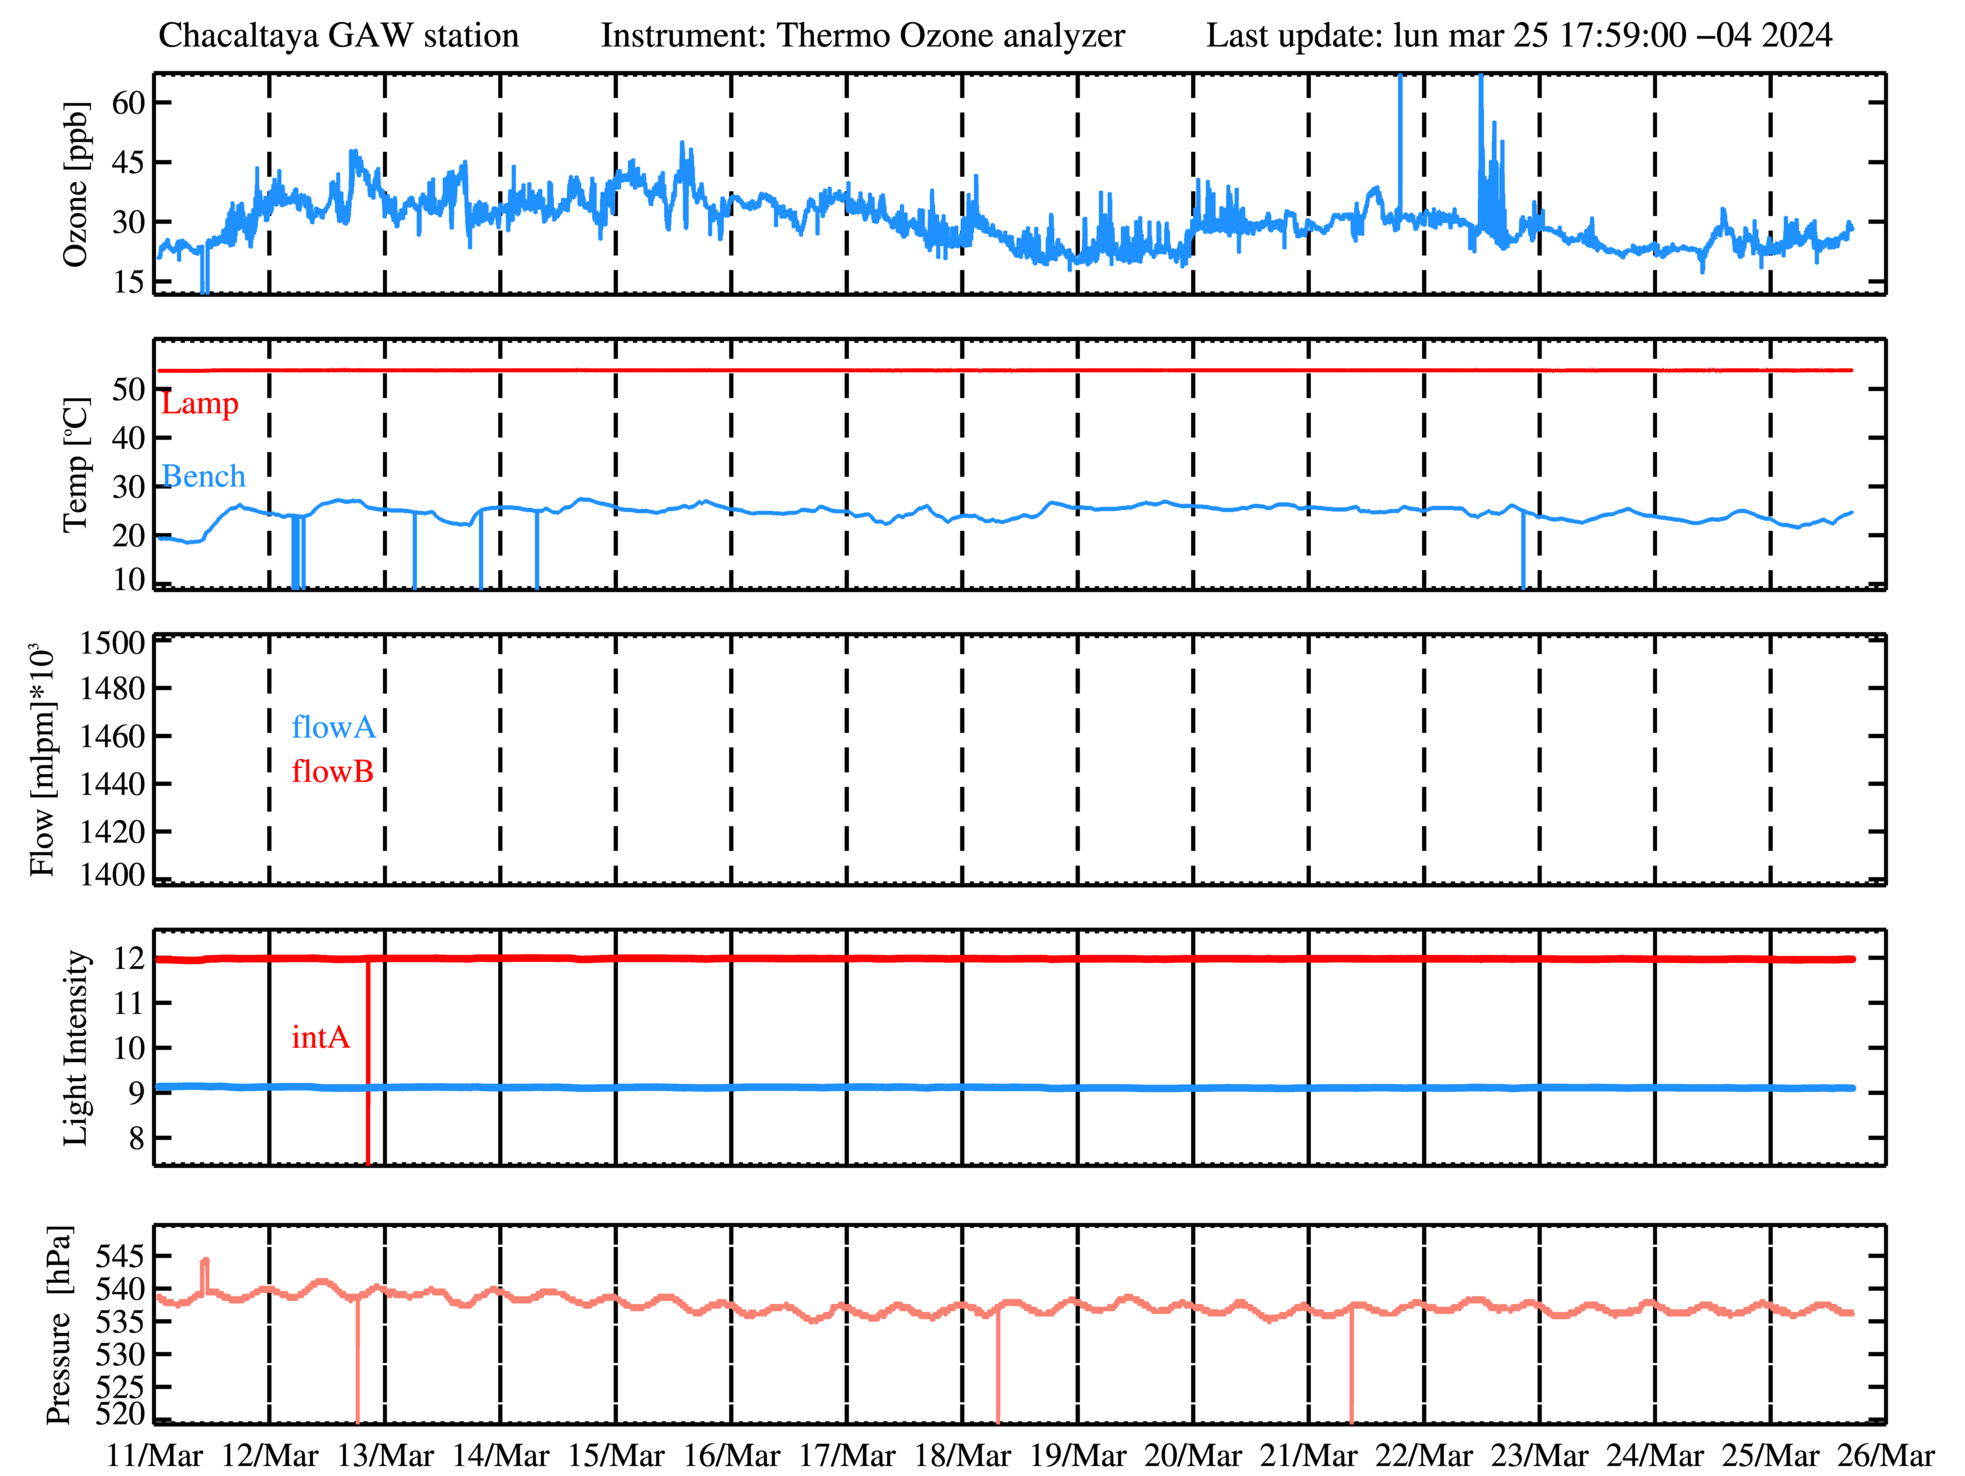 Chacaltaya GAW station Instrument: Thermo Ozone analyzer Last update: lun mar 25 17:59:00 −04 2024
Ozone [ppb]
60
45
30
15
Temp [°C]
50
40
30
20
10
Lamp
Bench
Flow [mlpm]*10³
1500
1480
1460
1440
1420
1400
flowA
flowB
Light Intensity
12
11
10
9
8
intA
Pressure [hPa]
545
540
535
530
525
520
11/Mar 12/Mar 13/Mar 14/Mar 15/Mar 16/Mar 17/Mar 18/Mar 19/Mar 20/Mar 21/Mar 22/Mar 23/Mar 24/Mar 25/Mar 26/Mar